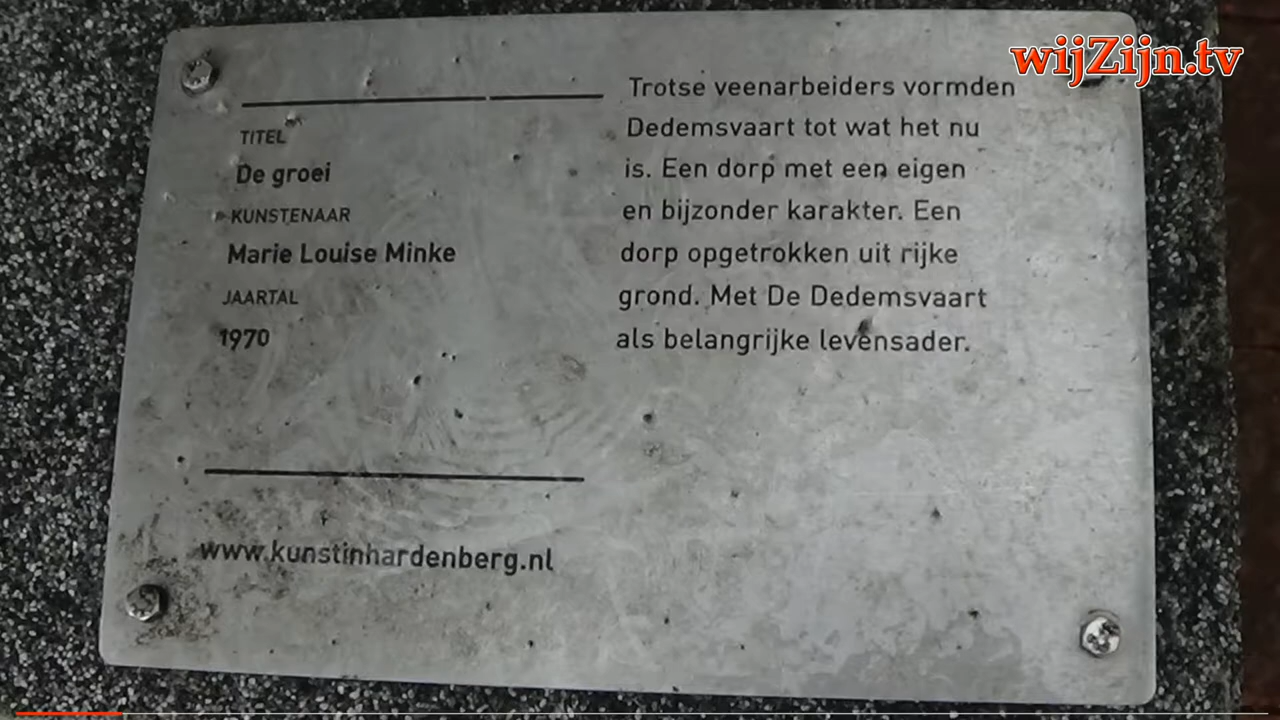 wijZijn.tv
TITEL
De groei
KUNSTENAAR
Marie Louise Minke
JAARTAL
1970
www.kunstinhardenberg.nl
Trotse veenarbeiders vormden
Dedemsvaart tot wat het nu
is. Een dorp met een eigen
en bijzonder karakter. Een
dorp opgetrokken uit rijke
grond. Met De Dedemsvaart
als belangrijke levensader.